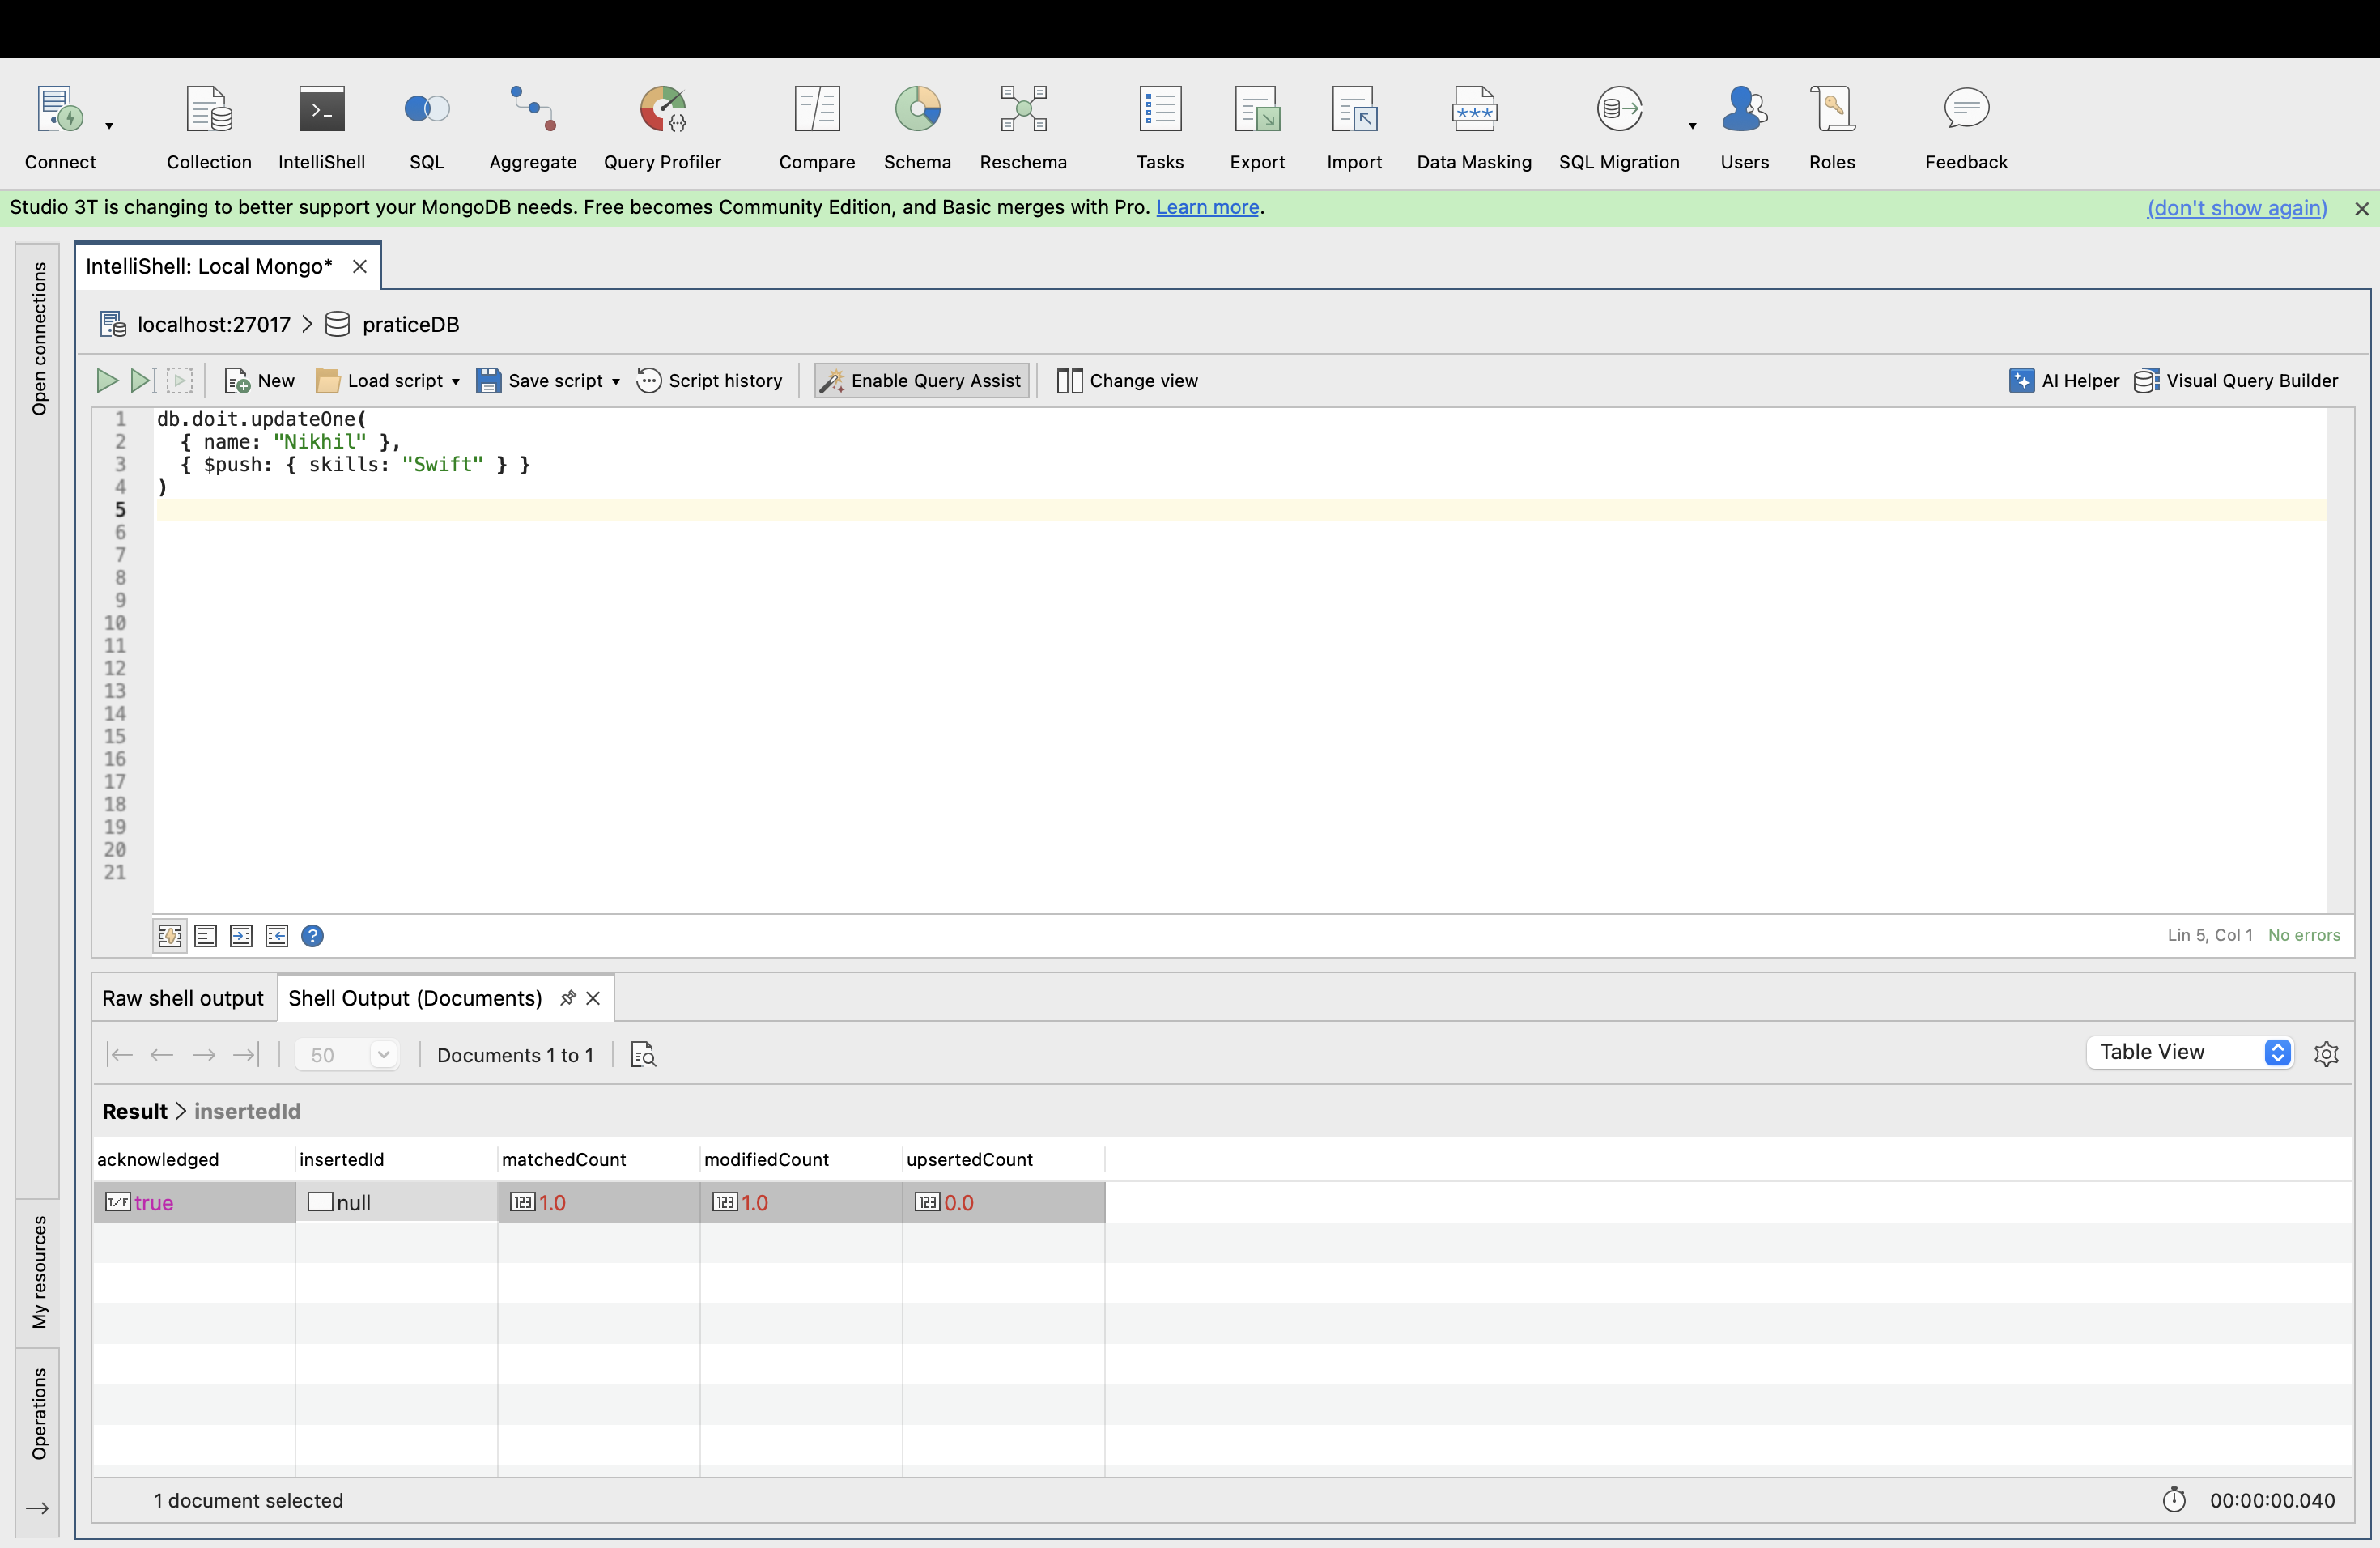 Connect
Collection
IntelliShell
SQL
Aggregate
Query Profiler
Compare
Schema
Reschema
Tasks
Export
Import
Data Masking
SQL Migration
Users
Roles
Feedback
Studio 3T is changing to better support your MongoDB needs. Free becomes Community Edition, and Basic merges with Pro. Learn more.
(don't show again)
Open connections
IntelliShell: Local Mongo*
localhost:27017 > praticeDB
New
Load script
Save script
Script history
Enable Query Assist
Change view
AI Helper
Visual Query Builder
1 db.doit.updateOne(
2 { name: "Nikhil" },
3 { $push: { skills: "Swift" } }
4 )
5
6
7
8
9
10
11
12
13
14
15
16
17
18
19
20
21
Lin 5, Col 1 No errors
Raw shell output
Shell Output (Documents)
50
Documents 1 to 1
Table View
Result > insertedId
acknowledged insertedId matchedCount modifiedCount upsertedCount
T/F true null 123 1.0 123 1.0 123 0.0
My resources
Operations
1 document selected
00:00:00.040